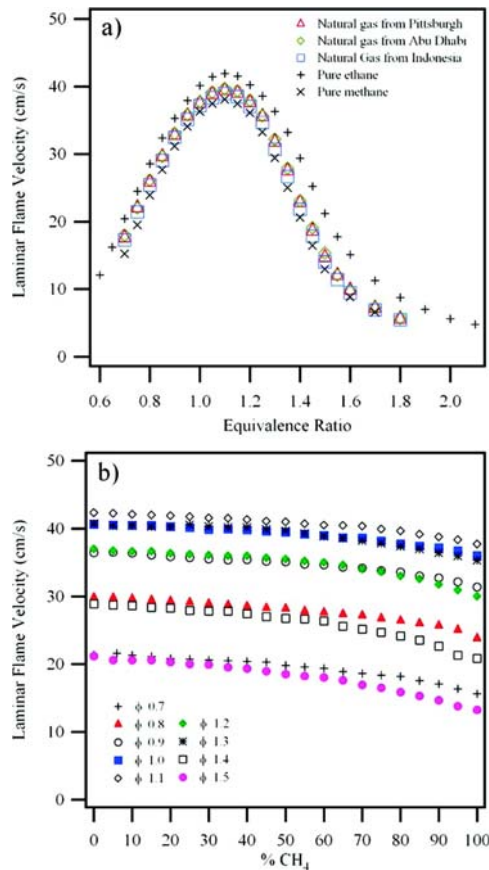 a)
Natural gas from Pittsburgh
Natural gas from Abu Dhabi
Natural Gas from Indonesia
Pure ethane
Pure methane
50
40
30
20
10
0
Laminar Flame Velocity (cm/s)
0.6 0.8 1.0 1.2 1.4 1.6 1.8 2.0
Equivalence Ratio
b)
50
40
30
20
10
0
Laminar Flame Velocity (cm/s)
ϕ 0.7
ϕ 0.8
ϕ 0.9
ϕ 1.0
ϕ 1.1
ϕ 1.2
ϕ 1.3
ϕ 1.4
ϕ 1.5
0 10 20 30 40 50 60 70 80 90 100
% CH₄